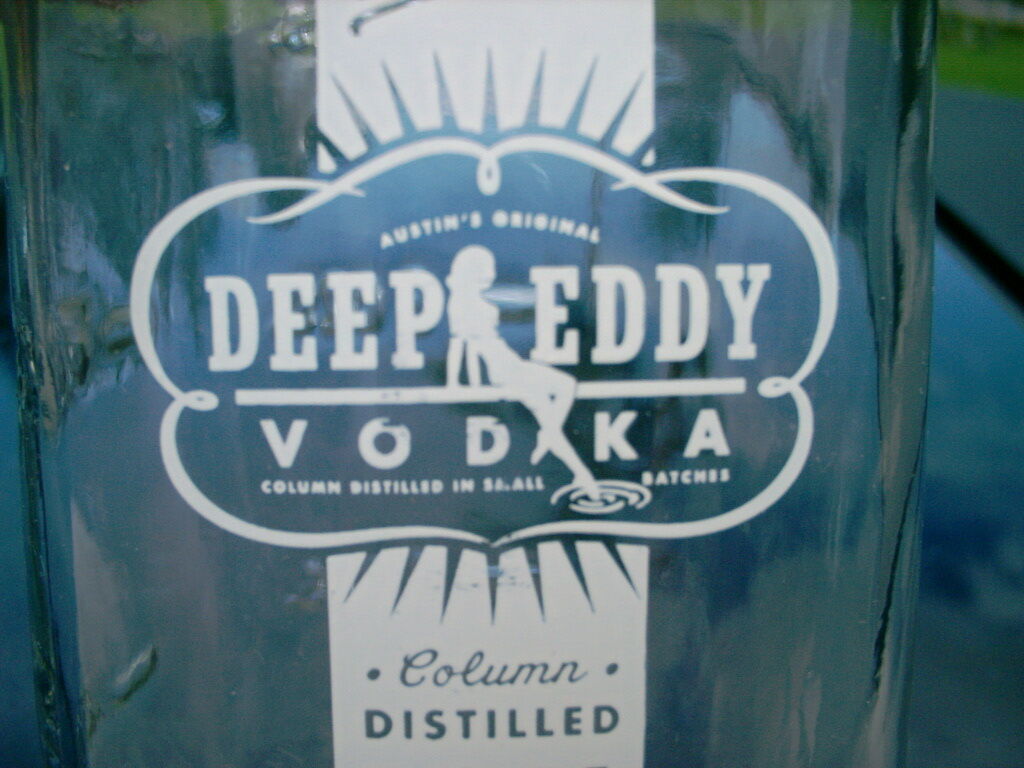 AUSTIN'S ORIGINAL
DEEP EDDY
VODKA
COLUMN DISTILLED IN SMALL BATCHES
• Column •
DISTILLED